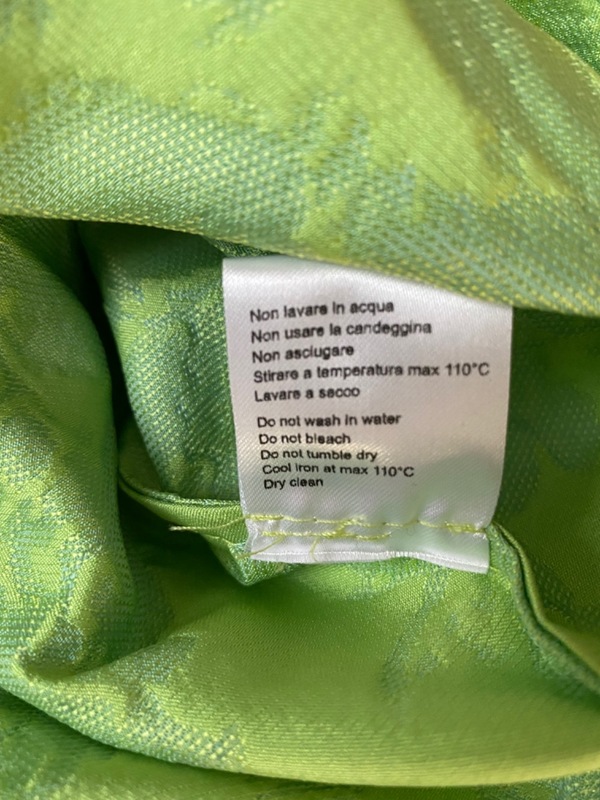 Non lavare in acqua
Non usare la candeggina
Non asciugare
Stirare a temperatura max 110°C
Lavare a secco
Do not wash in water
Do not bleach
Do not tumble dry
Cool iron at max 110°C
Dry clean